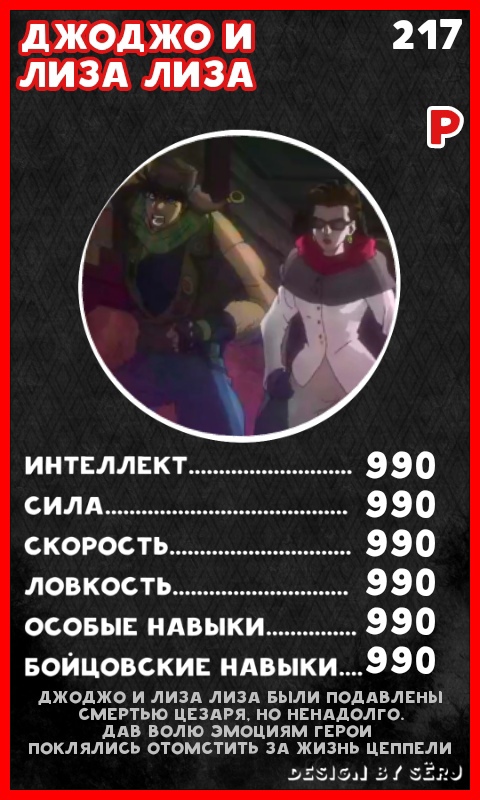 ДЖОДЖО И
ЛИЗА ЛИЗА
217
Р
ИНТЕЛЛЕКТ............................ 990
СИЛА.......................................... 990
СКОРОСТЬ............................... 990
ЛОВКОСТЬ.............................. 990
ОСОБЫЕ НАВЫКИ................ 990
БОЙЦОВСКИЕ НАВЫКИ.... 990
ДЖОДЖО И ЛИЗА ЛИЗА БЫЛИ ПОДАВЛЕНЫ
СМЕРТЬЮ ЦЕЗАРЯ, НО НЕНАДОЛГО.
ДАВ ВОЛЮ ЭМОЦИЯМ ГЕРОИ
ПОКЛЯЛИСЬ ОТОМСТИТЬ ЗА ЖИЗНЬ ЦЕППЕЛИ
DESIGN BY SЁRJ